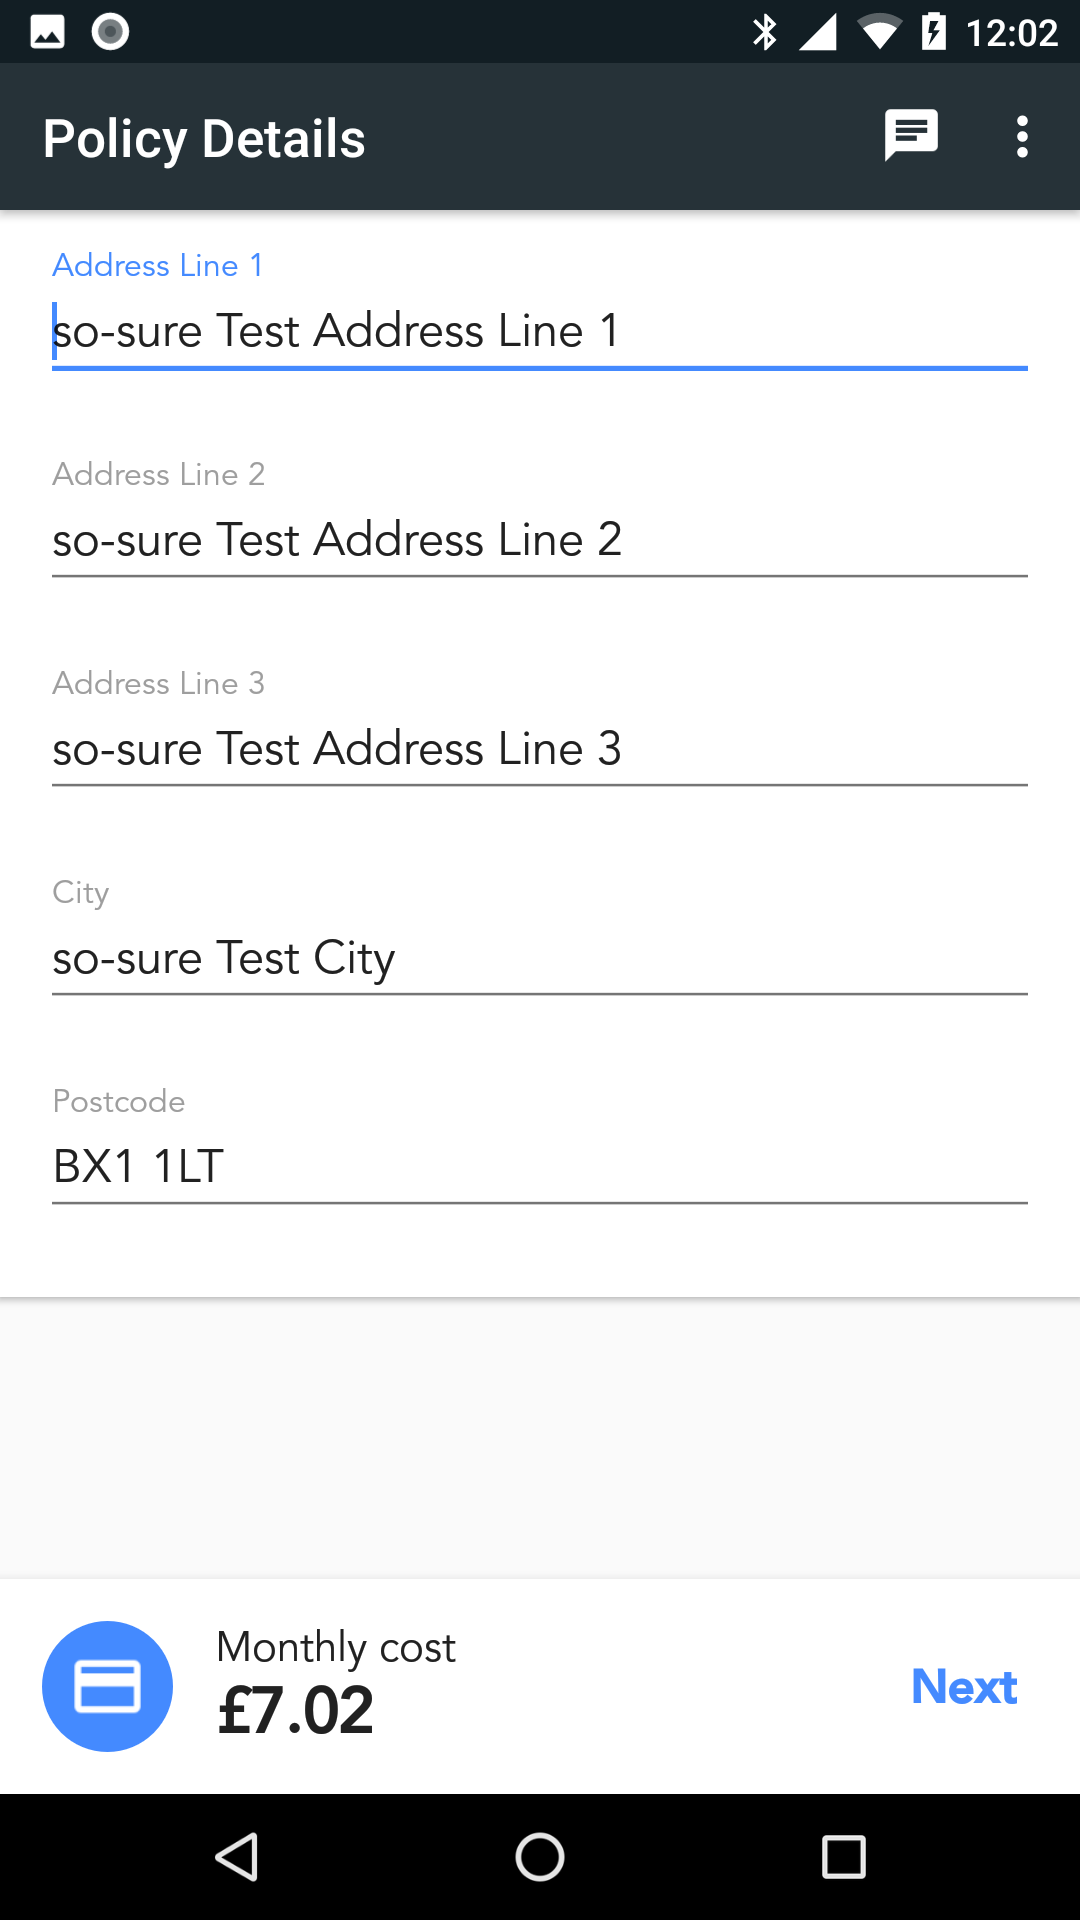 12:02
Policy Details
Address Line 1
so-sure Test Address Line 1
Address Line 2
so-sure Test Address Line 2
Address Line 3
so-sure Test Address Line 3
City
so-sure Test City
Postcode
BX1 1LT
Monthly cost
£7.02
Next